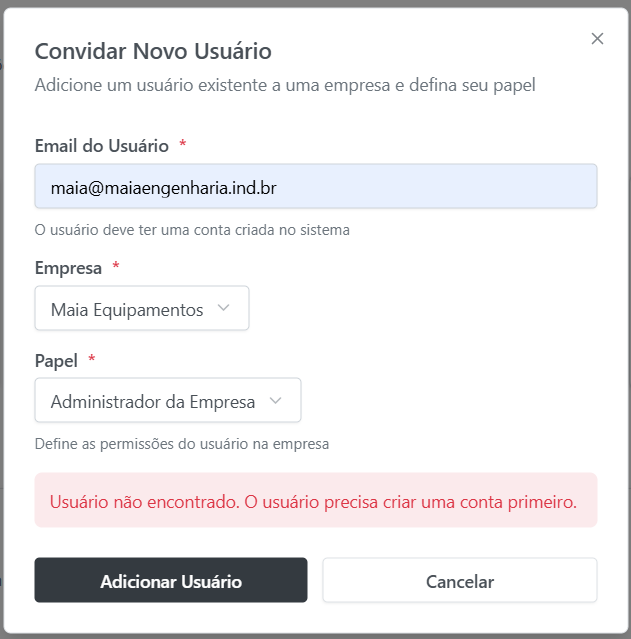 Convidar Novo Usuário
Adicione um usuário existente a uma empresa e defina seu papel
Email do Usuário *
maia@maiaengenharia.ind.br
O usuário deve ter uma conta criada no sistema
Empresa *
Maia Equipamentos
Papel *
Administrador da Empresa
Define as permissões do usuário na empresa
Usuário não encontrado. O usuário precisa criar uma conta primeiro.
Adicionar Usuário
Cancelar